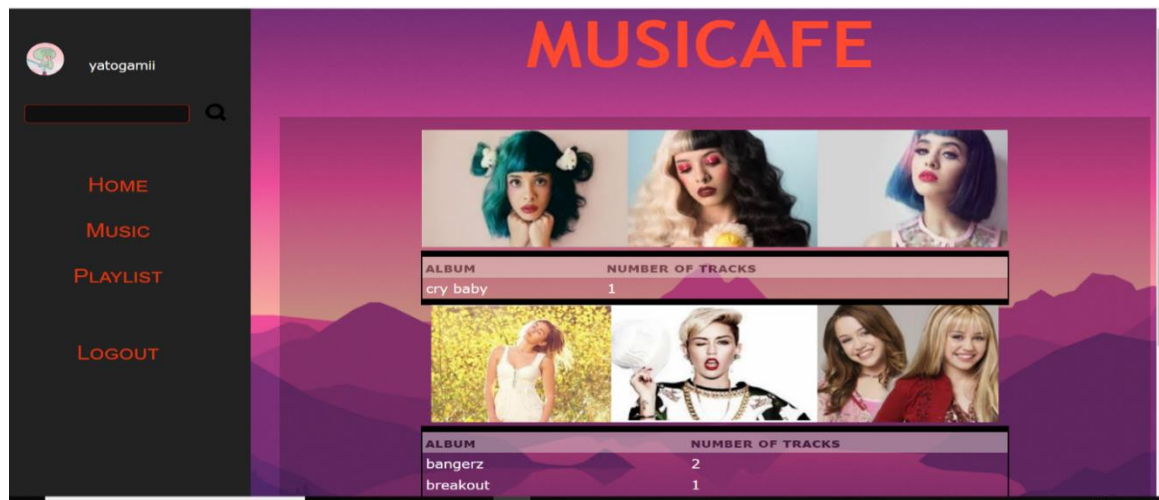 MUSICAFE
yatogamii
HOME
MUSIC
PLAYLIST
LOGOUT
ALBUM NUMBER OF TRACKS
cry baby 1
ALBUM NUMBER OF TRACKS
bangerz 2
breakout 1